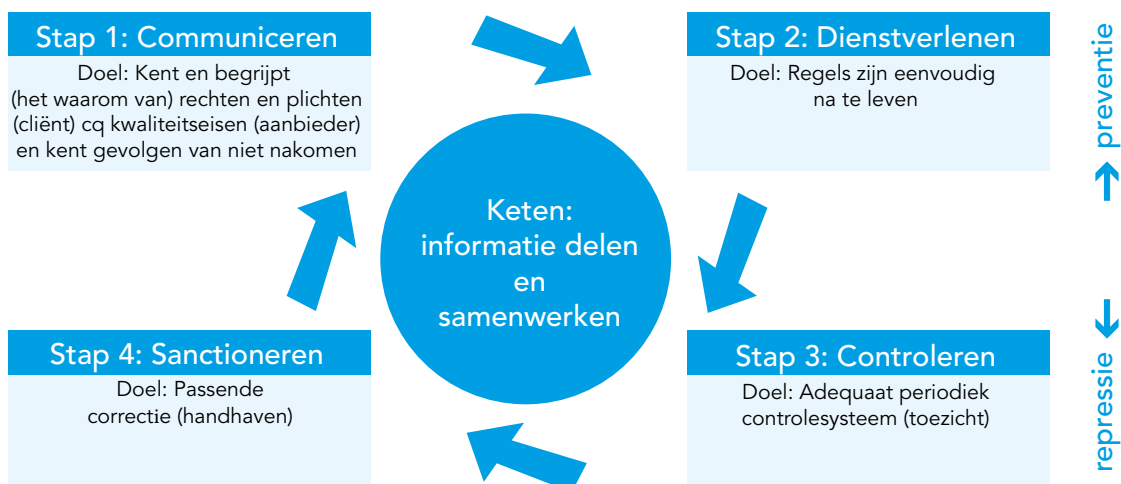 Stap 1: Communiceren
Doel: Kent en begrijpt
(het waarom van) rechten en plichten
(cliënt) cq kwaliteitseisen (aanbieder)
en kent gevolgen van niet nakomen
Stap 2: Dienstverlenen
Doel: Regels zijn eenvoudig
na te leven
preventie
Keten:
informatie delen
en
samenwerken
Stap 4: Sanctioneren
Doel: Passende
correctie (handhaven)
Stap 3: Controleren
Doel: Adequaat periodiek
controlesysteem (toezicht)
repressie